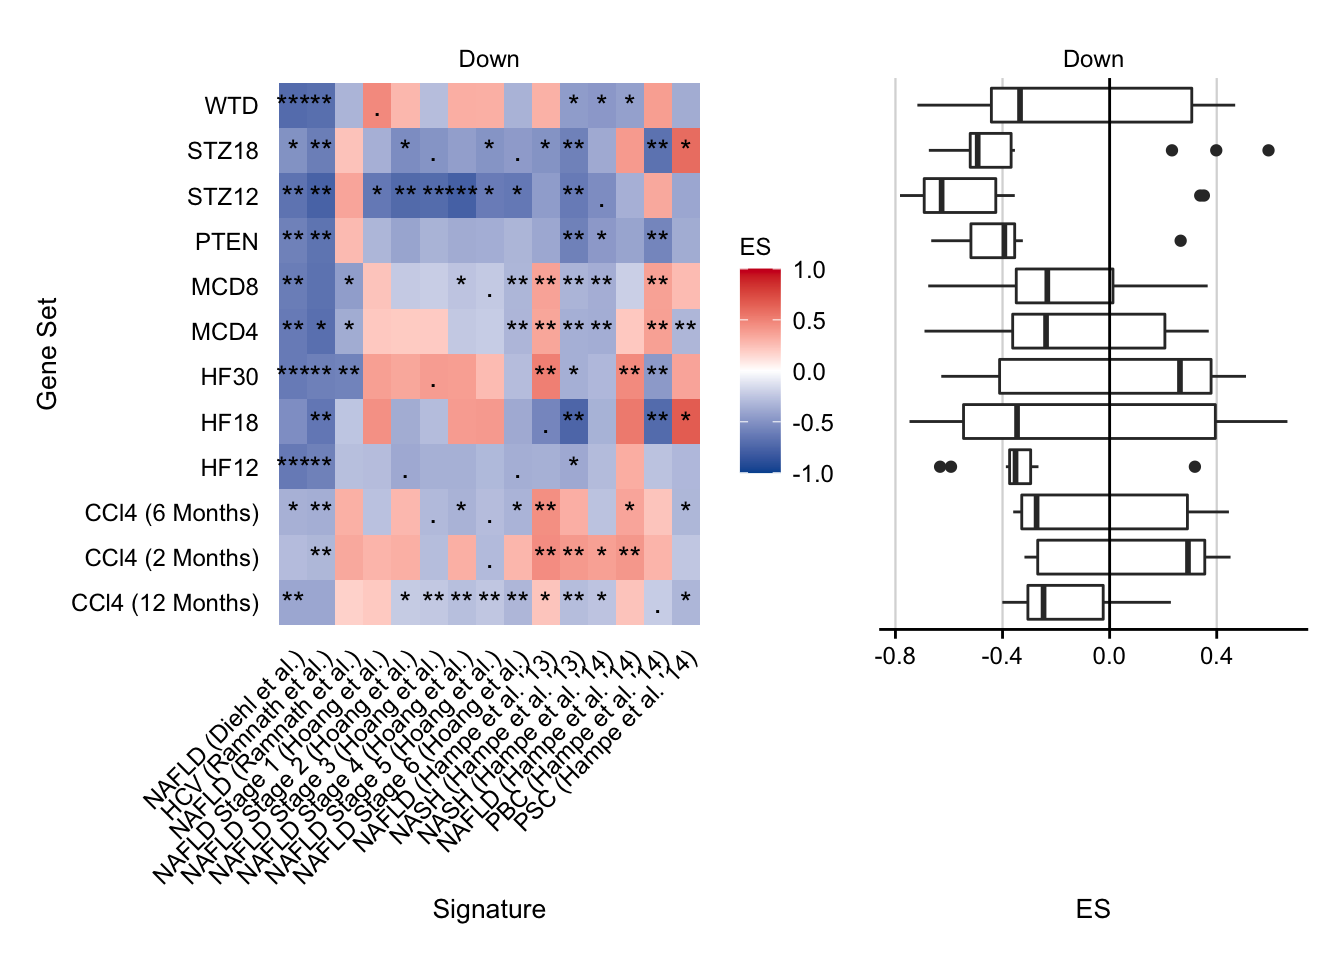 Down
Down
Gene Set
WTD ***** . * * *
STZ18 * ** * . * . * ** ** *
STZ12 ** ** * ** ***** * * ** .
PTEN ** ** ** * **
MCD8 ** * * . ** ** ** ** **
MCD4 ** * * ** ** ** ** ** **
HF30 ***** ** . ** * ** **
HF18 ** . ** ** *
HF12 ***** . . *
CCl4 (6 Months) * ** . * . * ** * *
CCl4 (2 Months) ** . ** ** * **
CCl4 (12 Months) ** * ** ** ** ** * ** * . *
ES
1.0
0.5
0.0
-0.5
-1.0
NAFLD (Diehl et al.)
HCV (Ramnath et al.)
NAFLD (Ramnath et al.)
NAFLD Stage 1 (Hoang et al.)
NAFLD Stage 2 (Hoang et al.)
NAFLD Stage 3 (Hoang et al.)
NAFLD Stage 4 (Hoang et al.)
NAFLD Stage 5 (Hoang et al.)
NAFLD Stage 6 (Hoang et al.)
NAFLD (Hampe et al. '13)
NASH (Hampe et al. '13)
NASH (Hampe et al. '14)
NAFLD (Hampe et al. '14)
PBC (Hampe et al. '14)
PSC (Hampe et al. '14)
Signature
-0.8 -0.4 0.0 0.4
ES